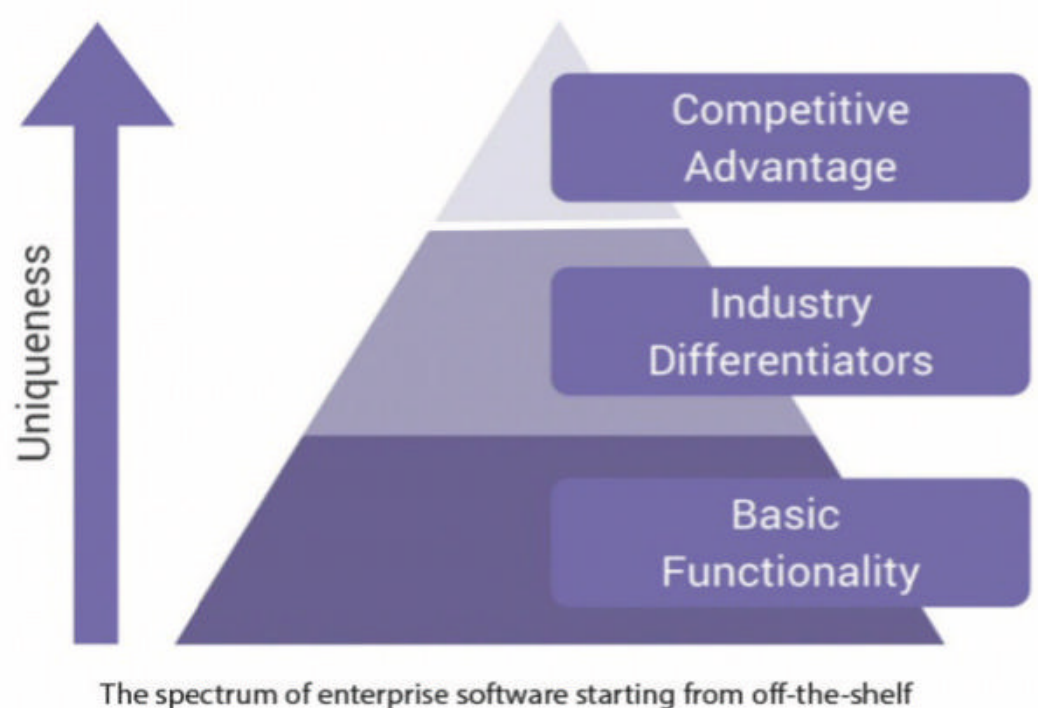 Uniqueness
Competitive
Advantage
Industry
Differentiators
Basic
Functionality
The spectrum of enterprise software starting from off-the-shelf